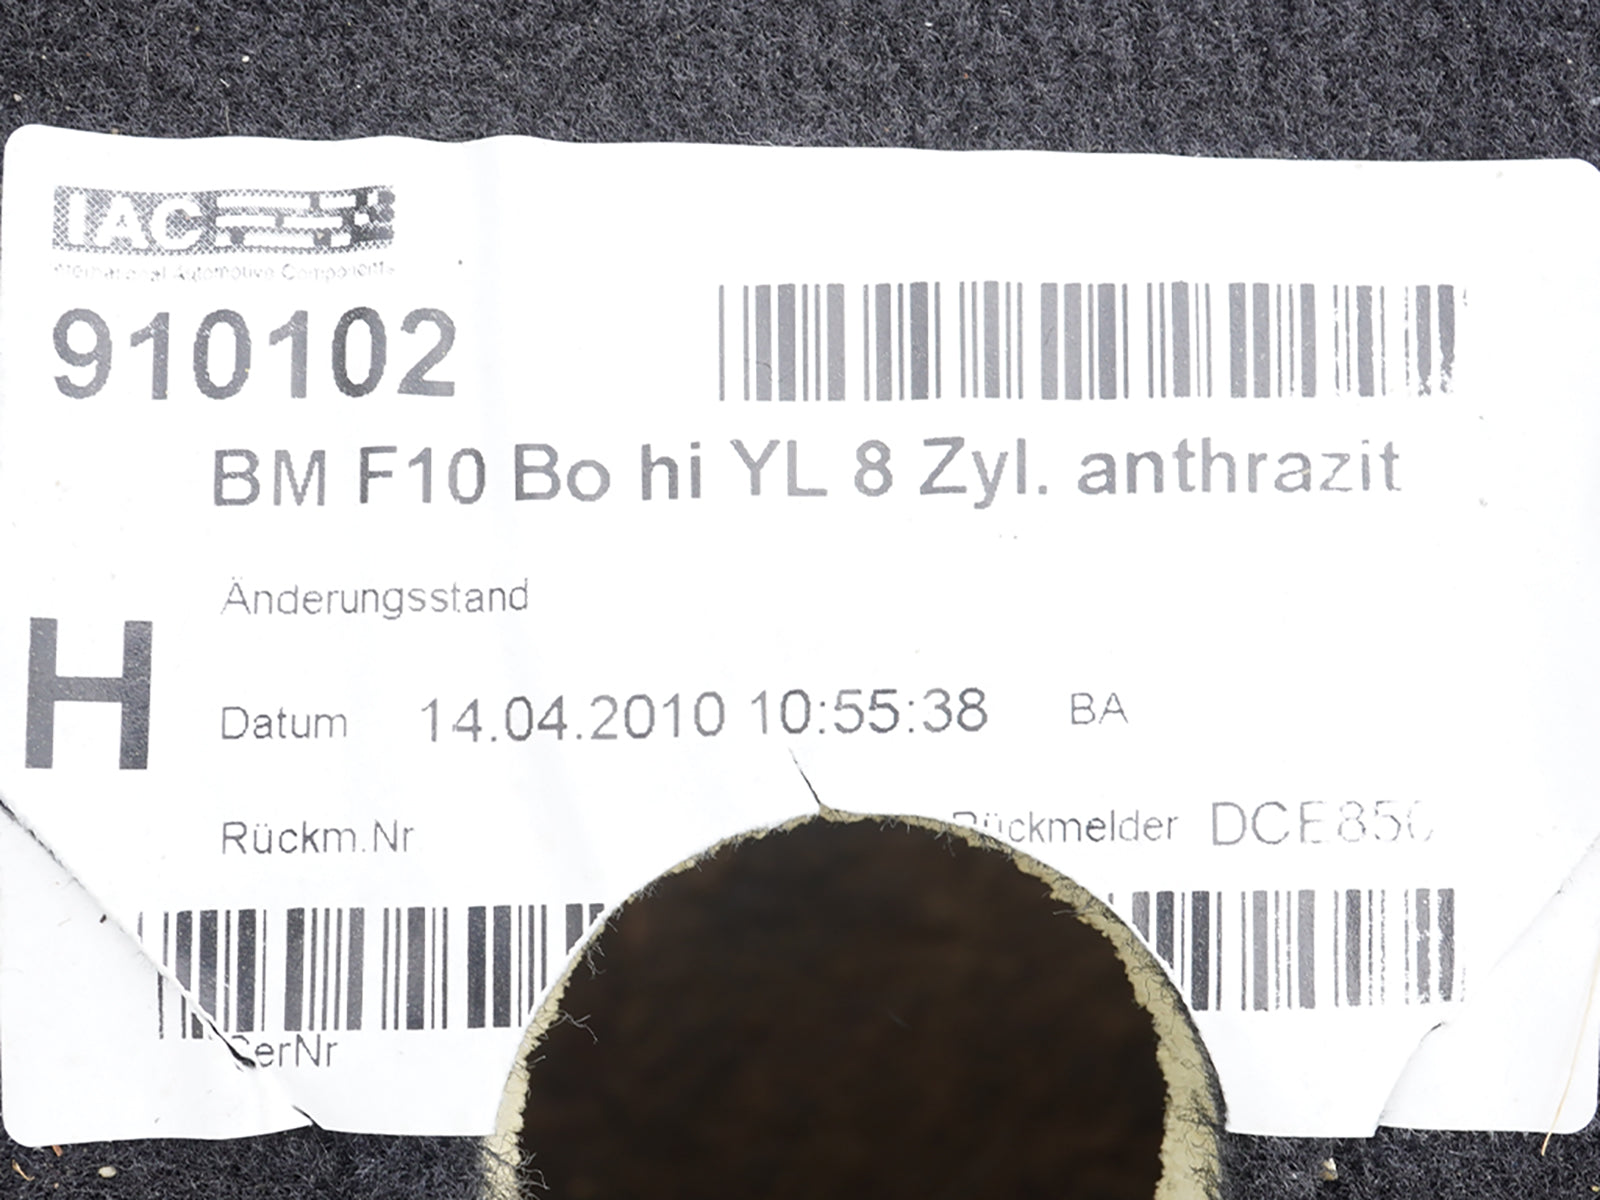 IAC
International Automotive Components
910102
BM F10 Bo hi YL 8 Zyl. anthrazit
Änderungsstand
H
Datum 14.04.2010 10:55:38 BA
Rückm.Nr Rückmelder
SerNr